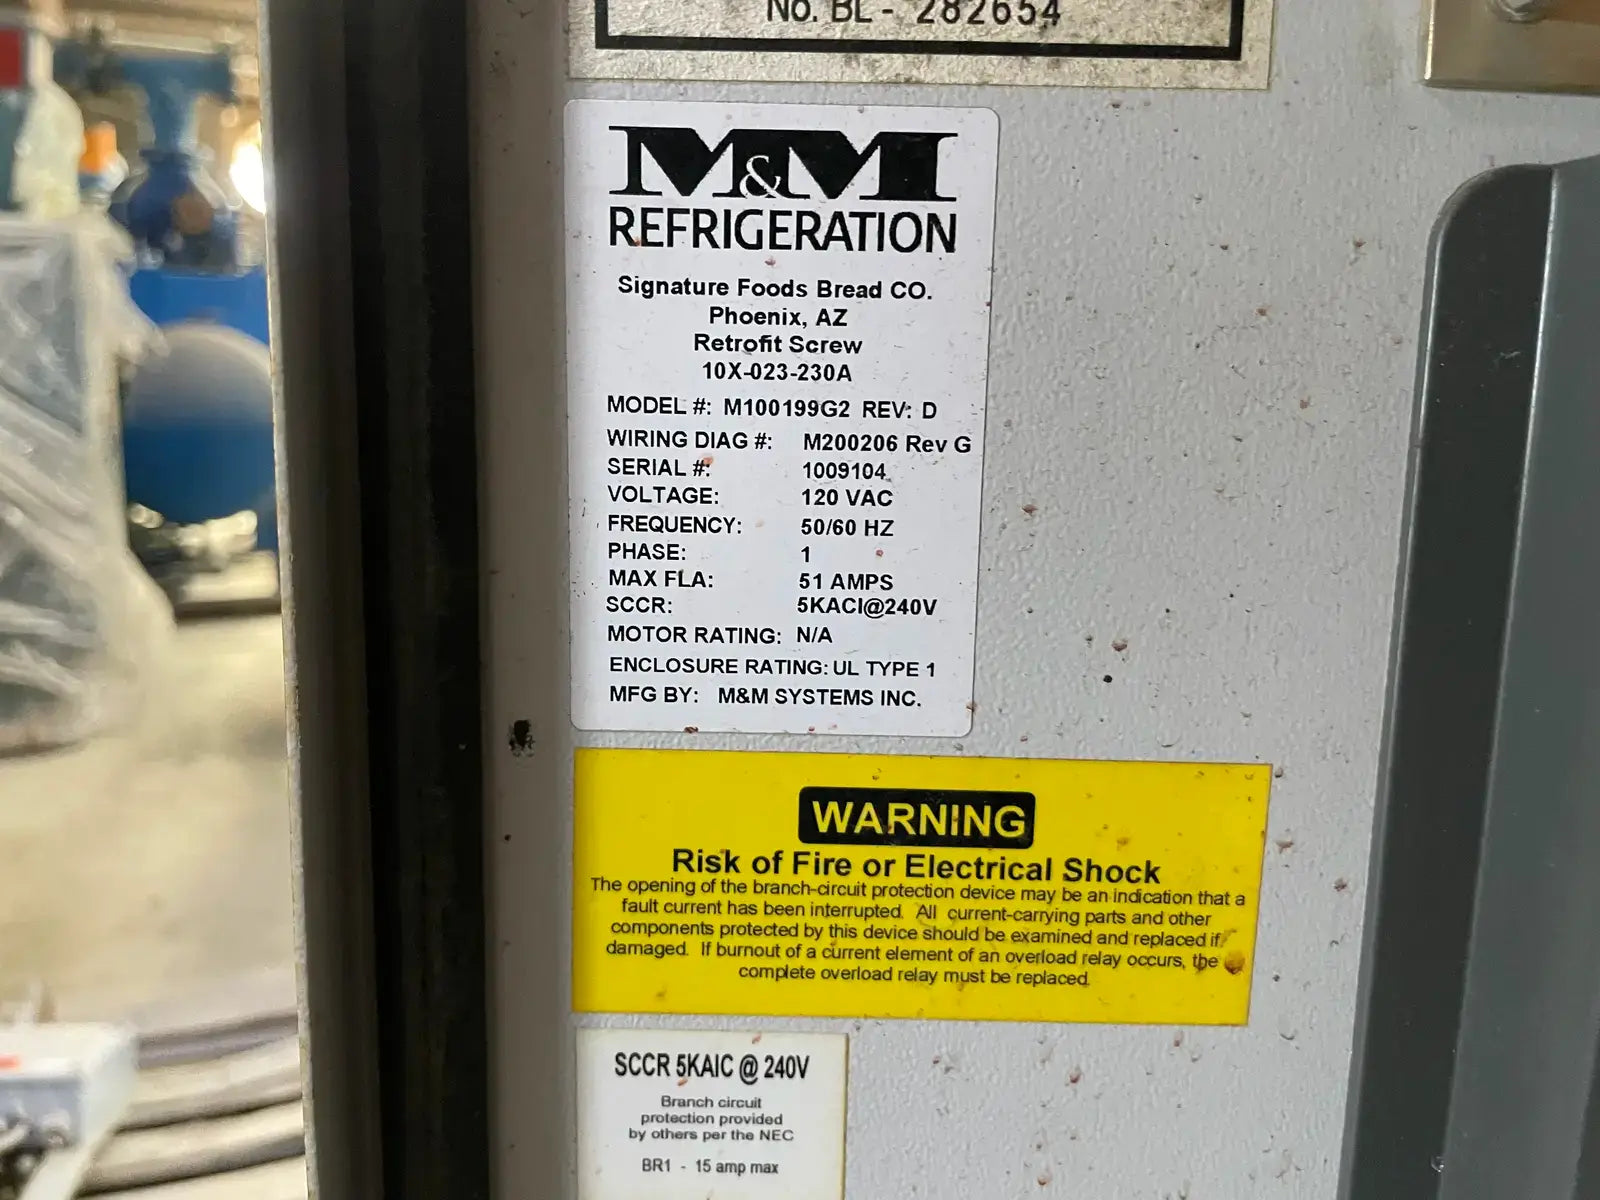 No. BL - 282654
M&M
REFRIGERATION
Signature Foods Bread CO.
Phoenix, AZ
Retrofit Screw
10X-023-230A
MODEL #: M100199G2 REV: D
WIRING DIAG #: M200206 Rev G
SERIAL #: 1009104
VOLTAGE: 120 VAC
FREQUENCY: 50/60 HZ
PHASE: 1
MAX FLA: 51 AMPS
SCCR: 5KACI@240V
MOTOR RATING: N/A
ENCLOSURE RATING: UL TYPE 1
MFG BY: M&M SYSTEMS INC.
WARNING
Risk of Fire or Electrical Shock
The opening of the branch-circuit protection device may be an indication that a
fault current has been interrupted. All current-carrying parts and other
components protected by this device should be examined and replaced if
damaged. If burnout of a current element of an overload relay occurs, the
complete overload relay must be replaced.
SCCR 5KAIC @ 240V
Branch circuit
protection provided
by others per the NEC
BR1 - 15 amp max